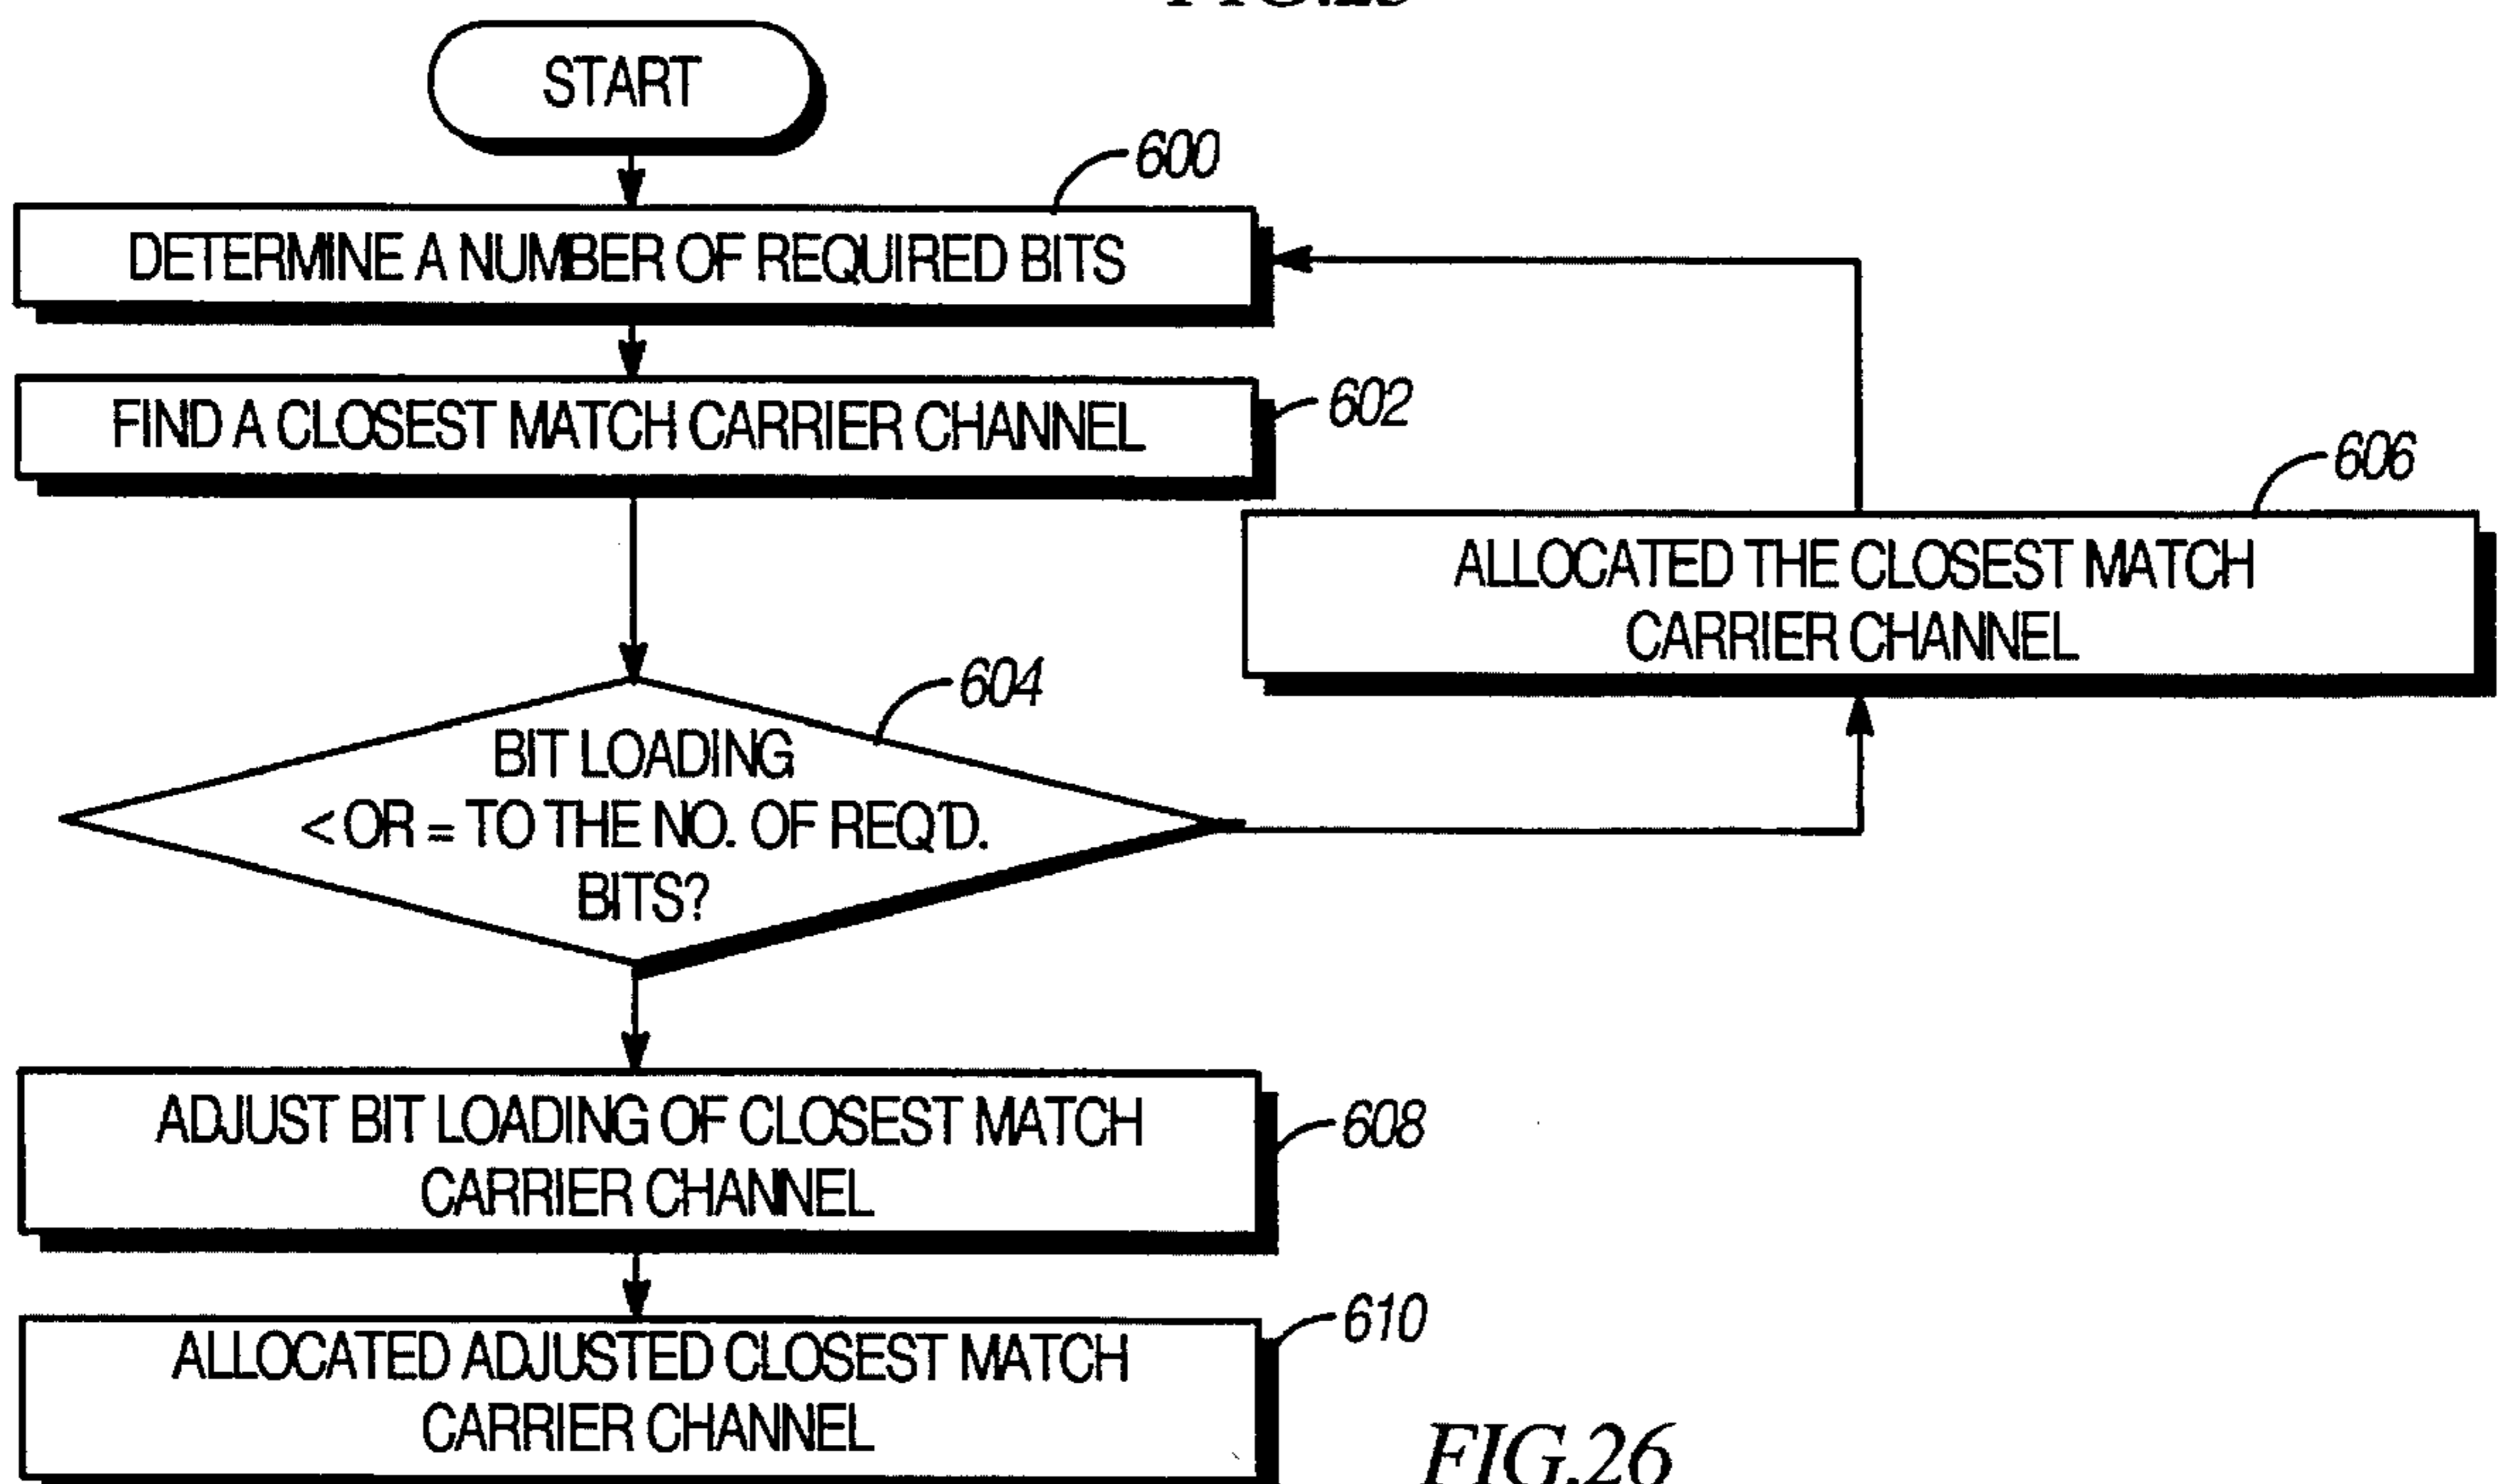 START
600
DETERMINE A NUMBER OF REQUIRED BITS
FIND A CLOSEST MATCH CARRIER CHANNEL
602
606
ALLOCATED THE CLOSEST MATCH
CARRIER CHANNEL
604
BIT LOADING
< OR = TO THE NO. OF REQ'D.
BITS?
ADJUST BIT LOADING OF CLOSEST MATCH
CARRIER CHANNEL
608
ALLOCATED ADJUSTED CLOSEST MATCH
CARRIER CHANNEL
610
FIG.26